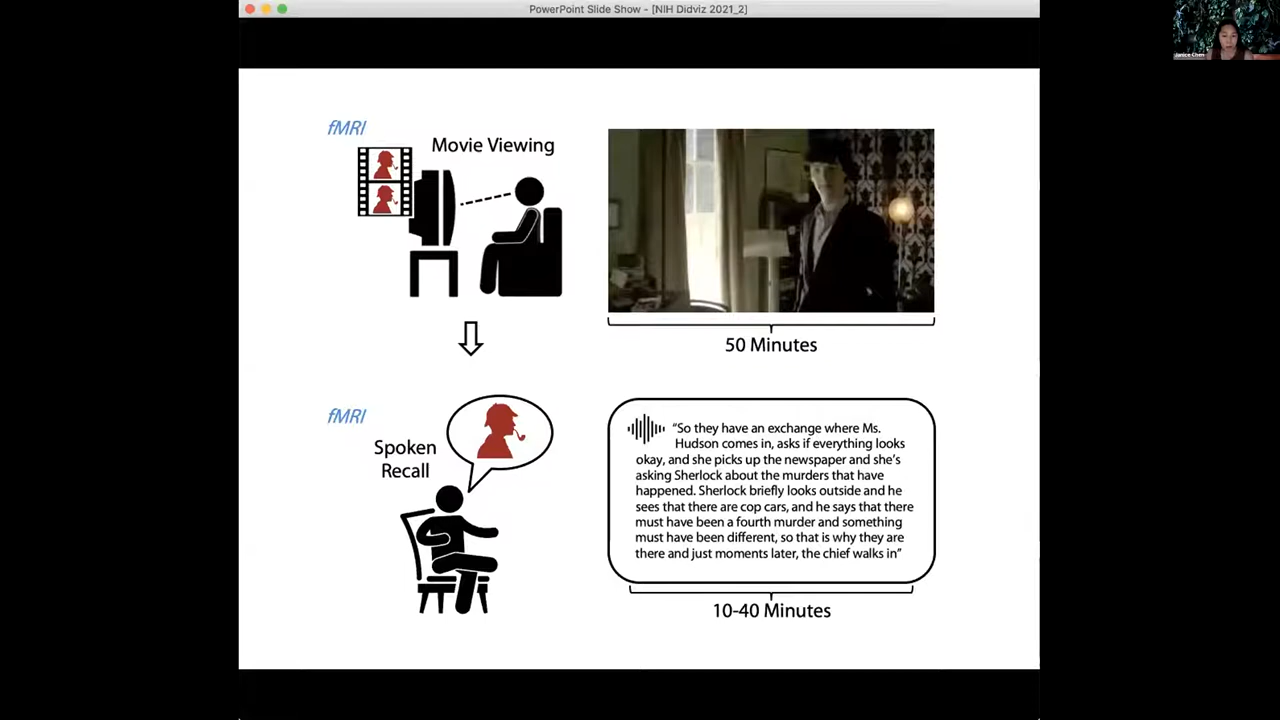 PowerPoint Slide Show - [NIH Didviz 2021_2]
Janice Chen
fMRI
Movie Viewing
50 Minutes
fMRI
Spoken
Recall
“So they have an exchange where Ms.
Hudson comes in, asks if everything looks
okay, and she picks up the newspaper and she's
asking Sherlock about the murders that have
happened. Sherlock briefly looks outside and he
sees that there are cop cars, and he says that there
must have been a fourth murder and something
must have been different, so that is why they are
there and just moments later, the chief walks in”
10-40 Minutes